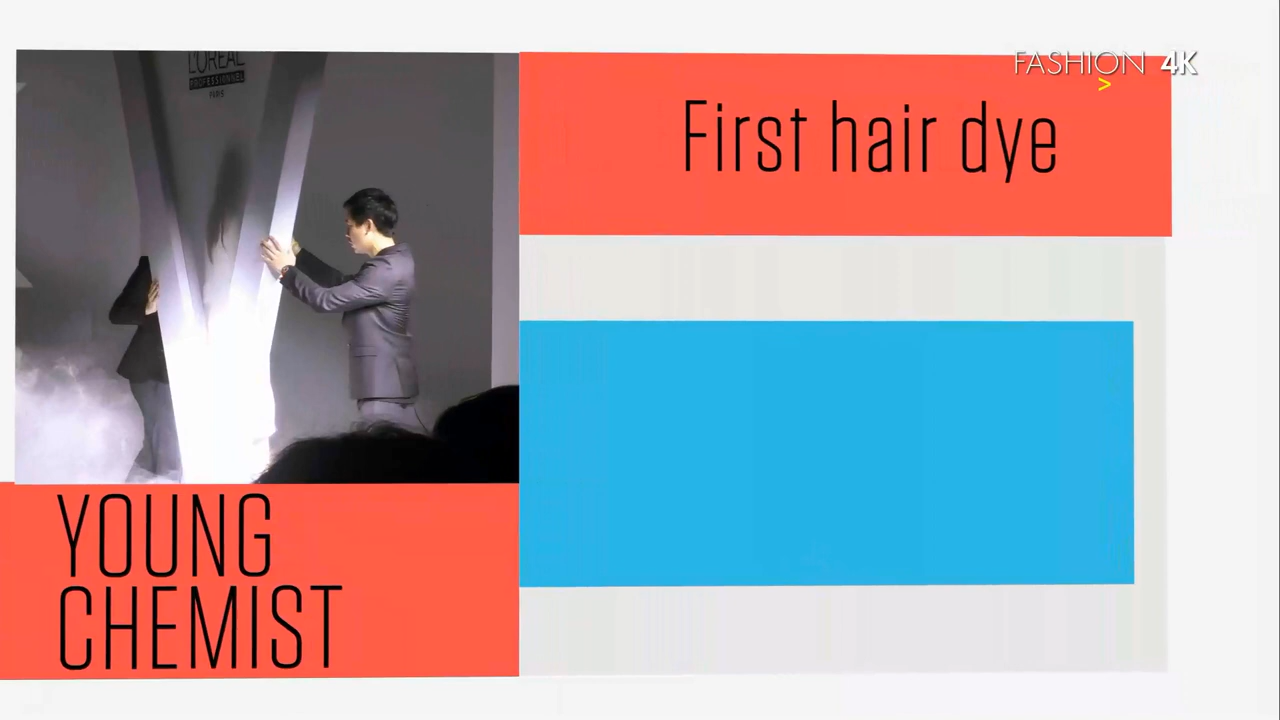 L'ORÉAL
PROFESSIONNEL
PARIS
FASHION 4K
>
First hair dye
YOUNG
CHEMIST